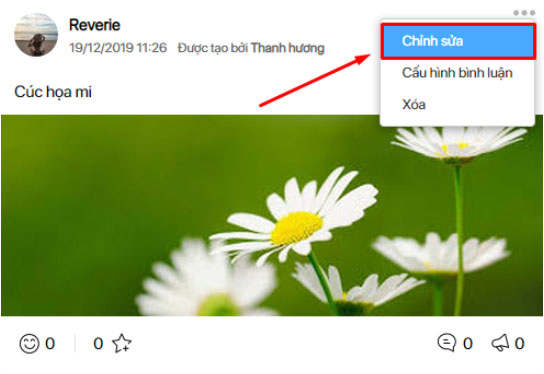 Reverie
19/12/2019 11:26 Được tạo bởi Thanh hương
Chỉnh sửa
Cấu hình bình luận
Xóa
Cúc họa mi
0 0 0 0